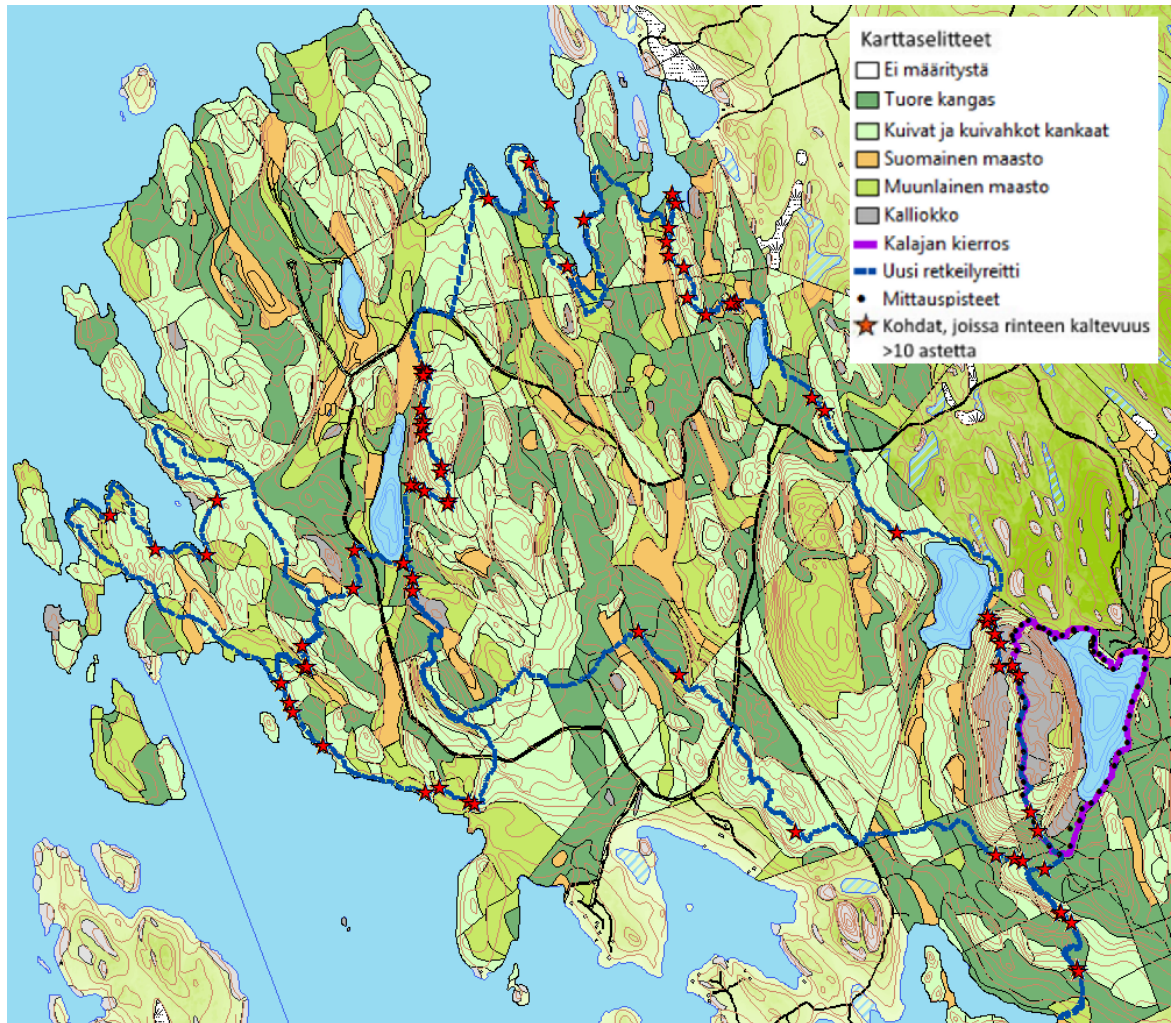 Karttaselitteet
Ei määritystä
Tuore kangas
Kuivat ja kuivahkot kankaat
Suomainen maasto
Muunlainen maasto
Kalliokko
Kalajan kierros
Uusi retkeilyreitti
Mittauspisteet
Kohdat, joissa rinteen kaltevuus
>10 astetta